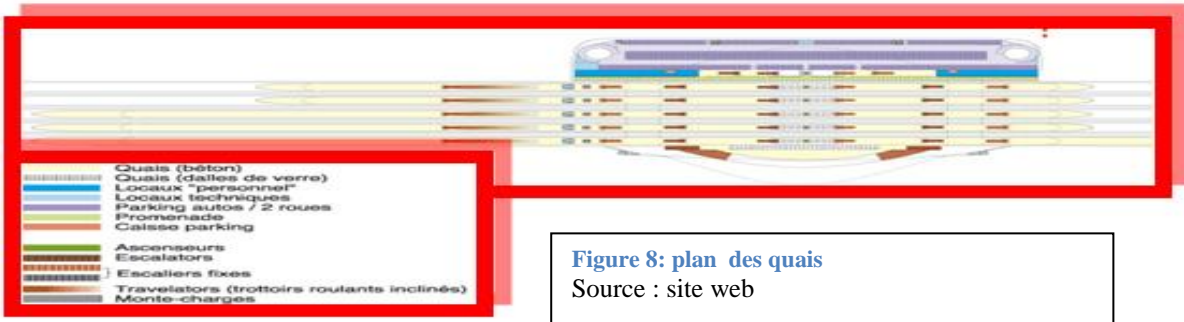 Quais (béton)
Quais (dalles de verre)
Locaux "personnel"
Locaux techniques
Parking autos / 2 roues
Promenade
Caisse parking
Ascenseurs
Escalators
} Escaliers fixes
Travelators (trottoirs roulants inclinés)
Monte-charges
Figure 8: plan des quais
Source : site web